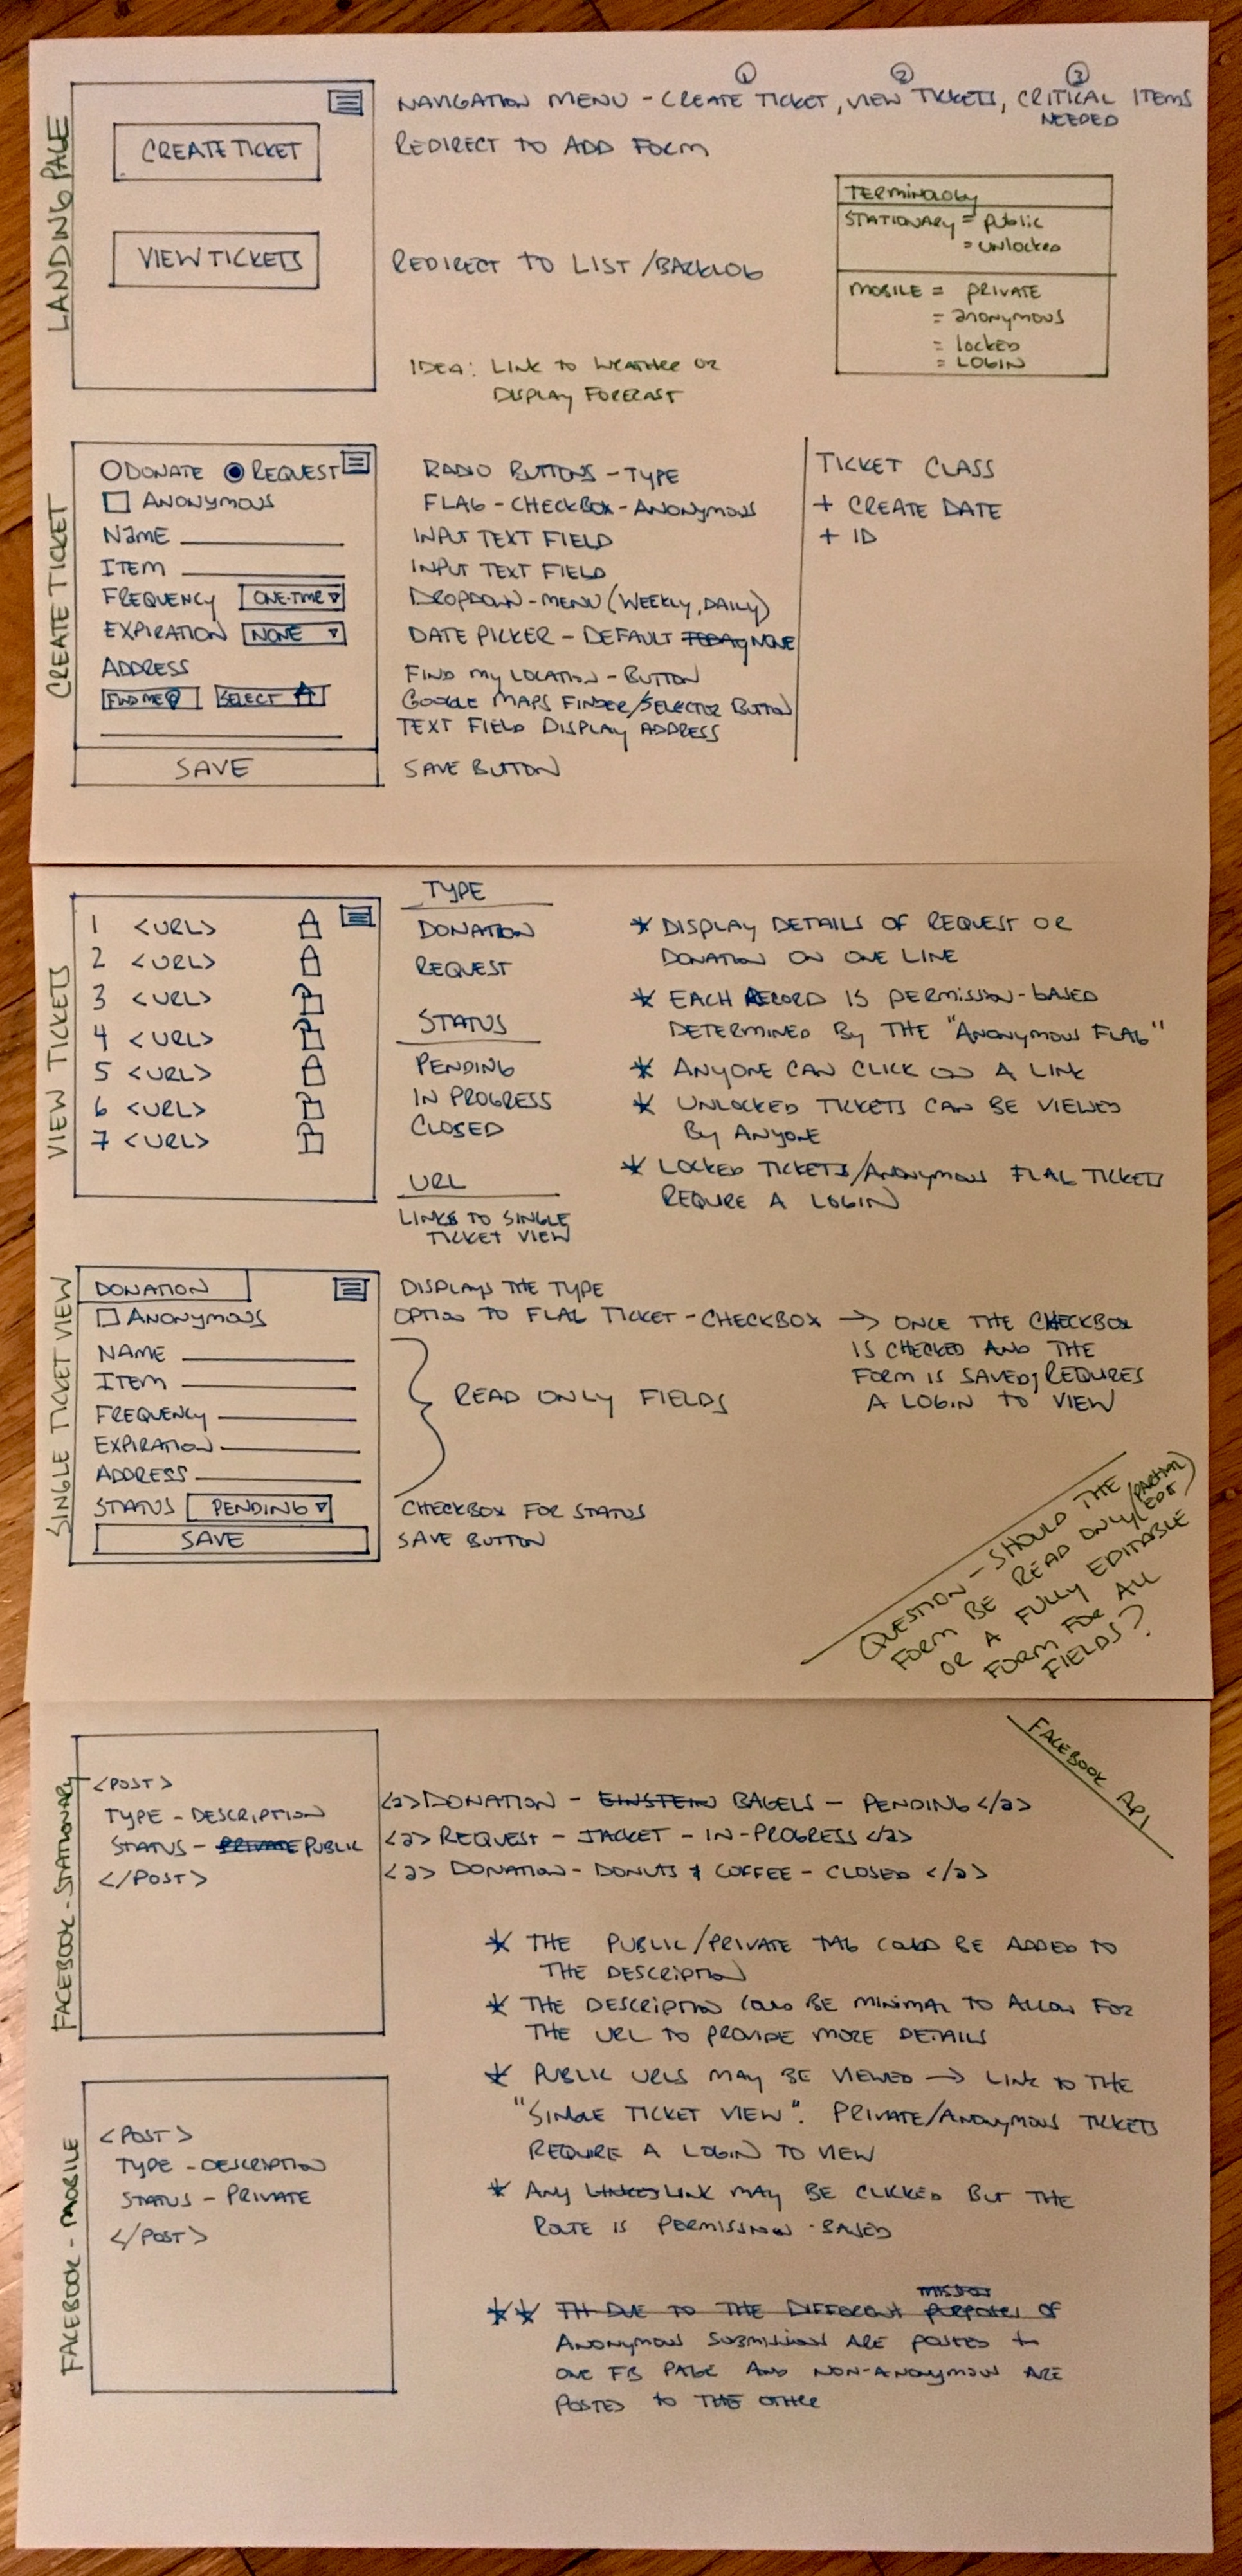 LANDING PAGE
CREATE TICKET
VIEW TICKETS
① ② ③
NAVIGATION MENU - CREATE TICKET, VIEW TICKETS, CRITICAL ITEMS
NEEDED
REDIRECT TO ADD FORM
REDIRECT TO LIST/BACKLOG
IDEA: LINK TO WEATHER OR
DISPLAY FORECAST
TERMINOLOGY
STATIONARY = public
= unlocked
MOBILE = PRIVATE
= anonymous
= locked
= LOGIN
CREATE TICKET
DONATE REQUEST
ANONYMOUS
NAME
ITEM
FREQUENCY ONE-TIME
EXPIRATION NONE
ADDRESS
FIND ME SELECT
SAVE
RADIO BUTTONS - TYPE
FLAG - CHECKBOX - ANONYMOUS
INPUT TEXT FIELD
INPUT TEXT FIELD
DROPDOWN - MENU (WEEKLY, DAILY)
DATE PICKER - DEFAULT TODAY NONE
FIND MY LOCATION - BUTTON
GOOGLE MAPS FINDER/SELECTOR BUTTON
TEXT FIELD DISPLAY ADDRESS
SAVE BUTTON
TICKET CLASS
+ CREATE DATE
+ ID
VIEW TICKETS
1 <URL>
2 <URL>
3 <URL>
4 <URL>
5 <URL>
6 <URL>
7 <URL>
TYPE
DONATION
REQUEST
STATUS
PENDING
IN PROGRESS
CLOSED
URL
LINKS TO SINGLE
TICKET VIEW
* DISPLAY DETAILS OF REQUEST OR
DONATION ON ONE LINE
* EACH RECORD IS PERMISSION-BASED
DETERMINED BY THE "ANONYMOUS FLAG"
* ANYONE CAN CLICK ON A LINK
* UNLOCKED TICKETS CAN BE VIEWED
By ANYONE
* LOCKED TICKETS/ANONYMOUS FLAG TICKETS
REQUIRE A LOGIN
SINGLE TICKET VIEW
DONATION
ANONYMOUS
NAME
ITEM
FREQUENCY
EXPIRATION
ADDRESS
STATUS PENDING
SAVE
DISPLAYS THE TYPE
OPTION TO FLAG TICKET - CHECKBOX → ONCE THE CHECKBOX
IS CHECKED AND THE
FORM IS SAVED, REQUIRES
A LOGIN TO VIEW
READ ONLY FIELDS
CHECKBOX FOR STATUS
SAVE BUTTON
QUESTION - SHOULD THE
FORM BE READ ONLY/(PARTIAL EDIT)
OR A FULLY EDITABLE
FORM FOR ALL
FIELDS?
FACEBOOK - STATIONARY
<POST>
TYPE - DESCRIPTION
STATUS - PRIVATE PUBLIC
</POST>
FACEBOOK API
<a>DONATION - EINSTEIN BAGELS - PENDING</a>
<a>REQUEST - JACKET - IN-PROGRESS</a>
<a>DONATION - DONUTS & COFFEE - CLOSED</a>
* THE PUBLIC/PRIVATE TAG COULD BE ADDED TO
THE DESCRIPTION
* THE DESCRIPTION COULD BE MINIMAL TO ALLOW FOR
THE URL TO PROVIDE MORE DETAILS
* PUBLIC URLS MAY BE VIEWED → LINK TO THE
"SINGLE TICKET VIEW". PRIVATE/ANONYMOUS TICKETS
REQUIRE A LOGIN TO VIEW
* ANY LINKS LINK MAY BE CLICKED BUT THE
ROUTE IS PERMISSION-BASED
FACEBOOK - MOBILE
<POST>
TYPE - DESCRIPTION
STATUS - PRIVATE
</POST>
MISSION
** TH DUE TO THE DIFFERENT PURPOSES OF
ANONYMOUS SUBMISSIONS ARE POSTED to
ONE FB PAGE AND NON-ANONYMOUS ARE
POSTED to THE OTHER